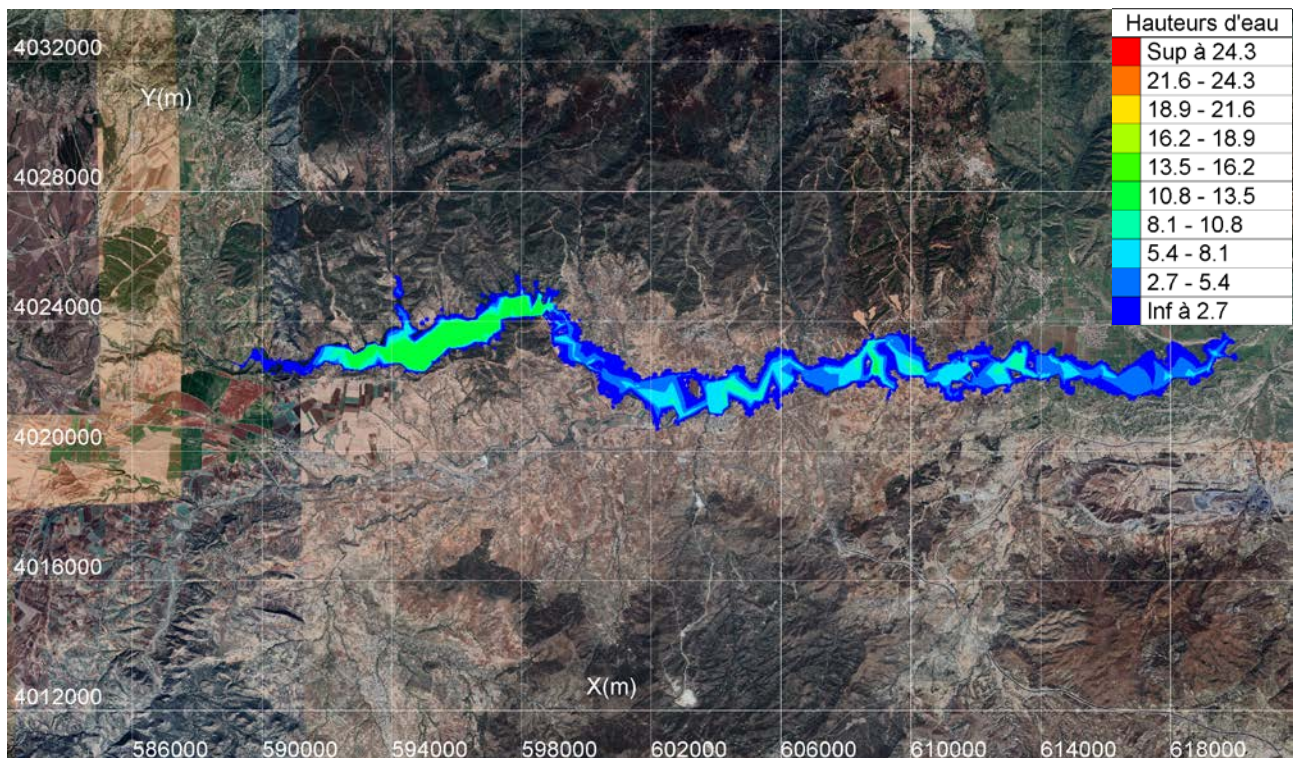 Hauteurs d'eau
Sup à 24.3
21.6 - 24.3
18.9 - 21.6
16.2 - 18.9
13.5 - 16.2
10.8 - 13.5
8.1 - 10.8
5.4 - 8.1
2.7 - 5.4
Inf à 2.7
4032000
Y(m)
4028000
4024000
4020000
4016000
4012000
X(m)
586000 590000 594000 598000 602000 606000 610000 614000 618000